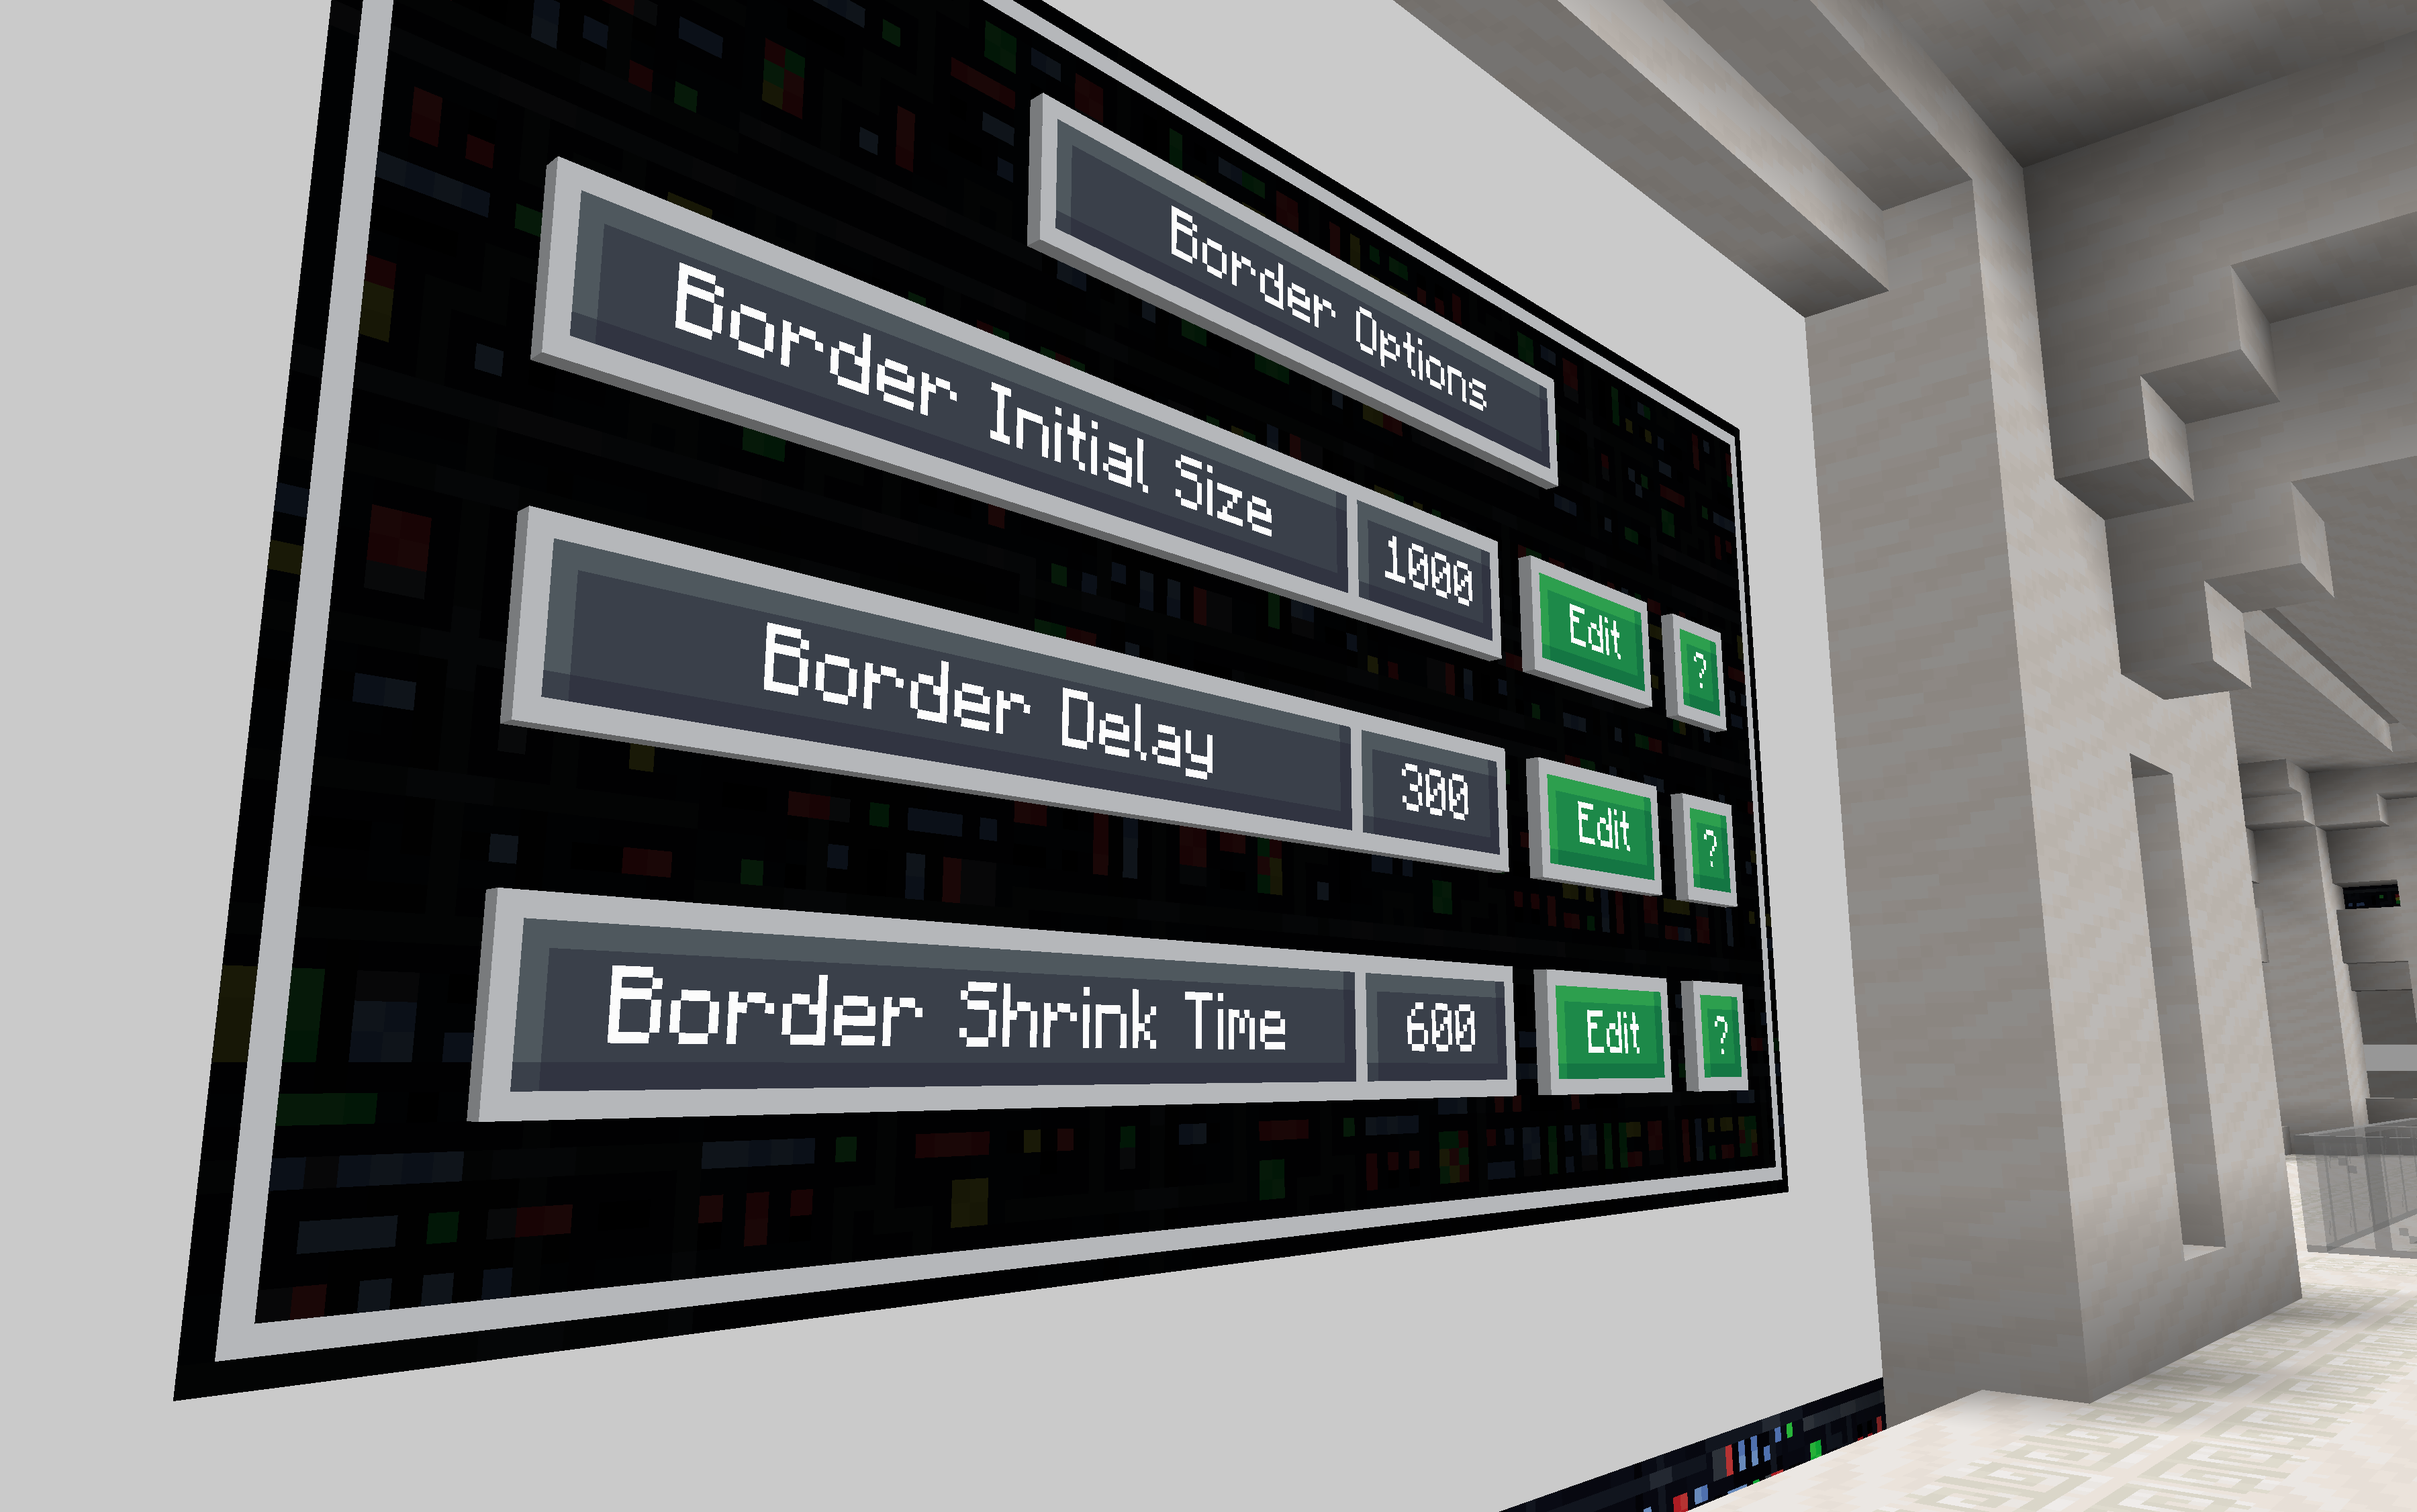 Border Options
Border Initial Size 1000 Edit ?
Border Delay 300 Edit ?
Border Shrink Time 600 Edit ?